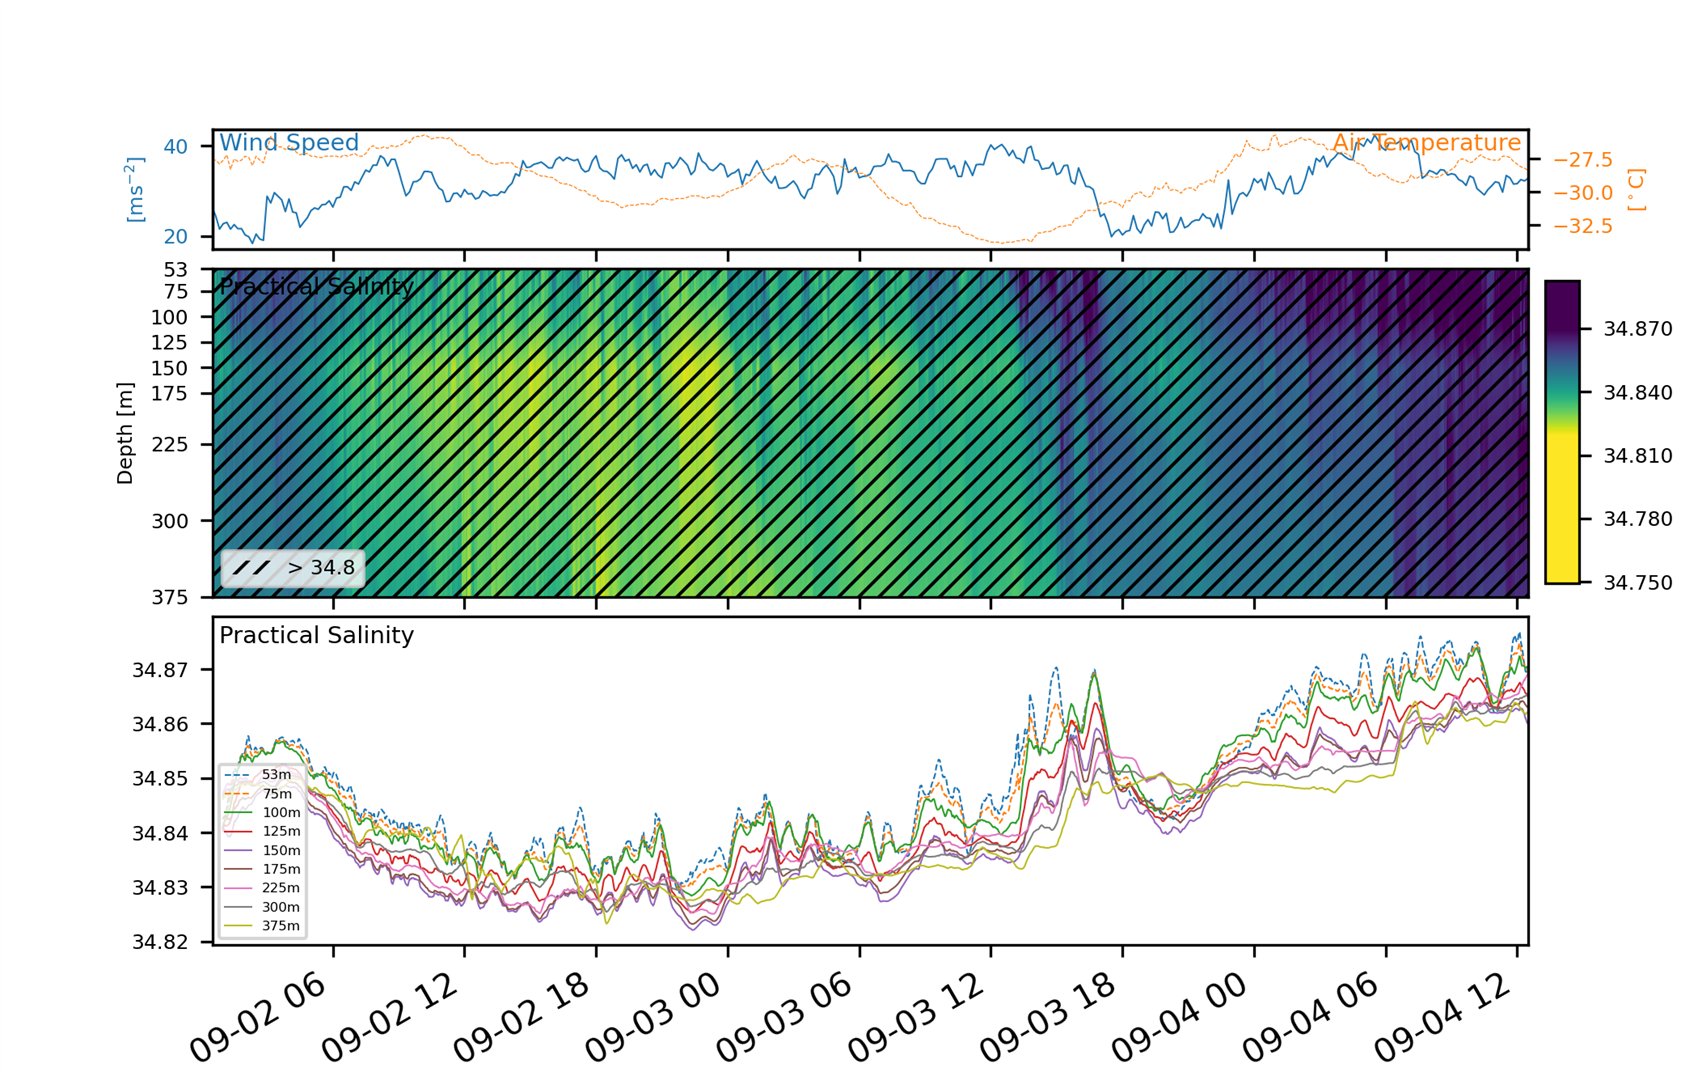 Wind Speed
Air Temperature
40
20
[ms⁻²]
−27.5
−30.0
−32.5
[°C]
Practical Salinity
53
75
100
125
150
175
225
300
375
Depth [m]
> 34.8
34.870
34.840
34.810
34.780
34.750
Practical Salinity
34.87
34.86
34.85
34.84
34.83
34.82
53m
75m
100m
125m
150m
175m
225m
300m
375m
09-02 06
09-02 12
09-02 18
09-03 00
09-03 06
09-03 12
09-03 18
09-04 00
09-04 06
09-04 12